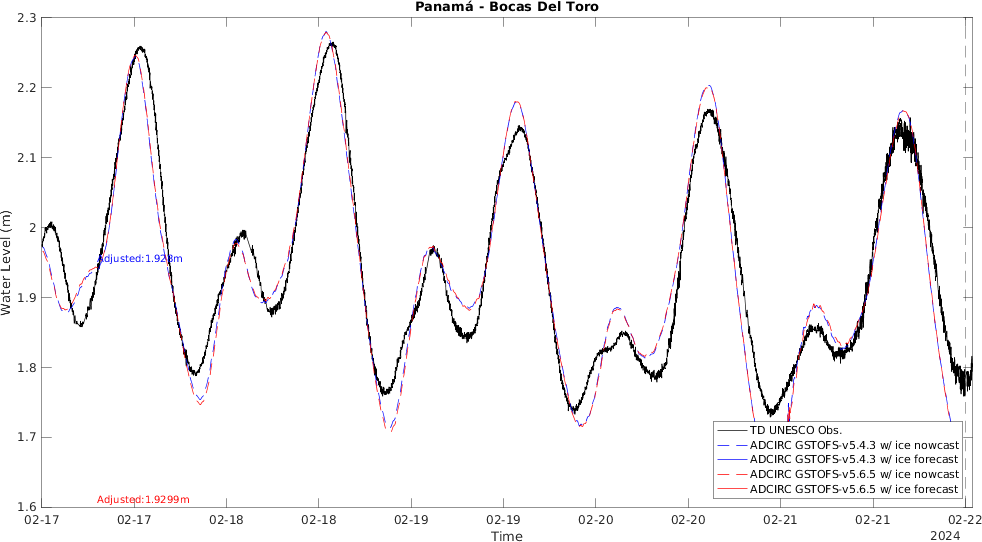 Panamá - Bocas Del Toro
Water Level (m)
2.3
2.2
2.1
2
1.9
1.8
1.7
1.6
Adjusted:1.928m
Adjusted:1.9299m
TD UNESCO Obs.
ADCIRC GSTOFS-v5.4.3 w/ ice nowcast
ADCIRC GSTOFS-v5.4.3 w/ ice forecast
ADCIRC GSTOFS-v5.6.5 w/ ice nowcast
ADCIRC GSTOFS-v5.6.5 w/ ice forecast
02-17 02-17 02-18 02-18 02-19 02-19 02-20 02-20 02-21 02-21 02-22
2024
Time